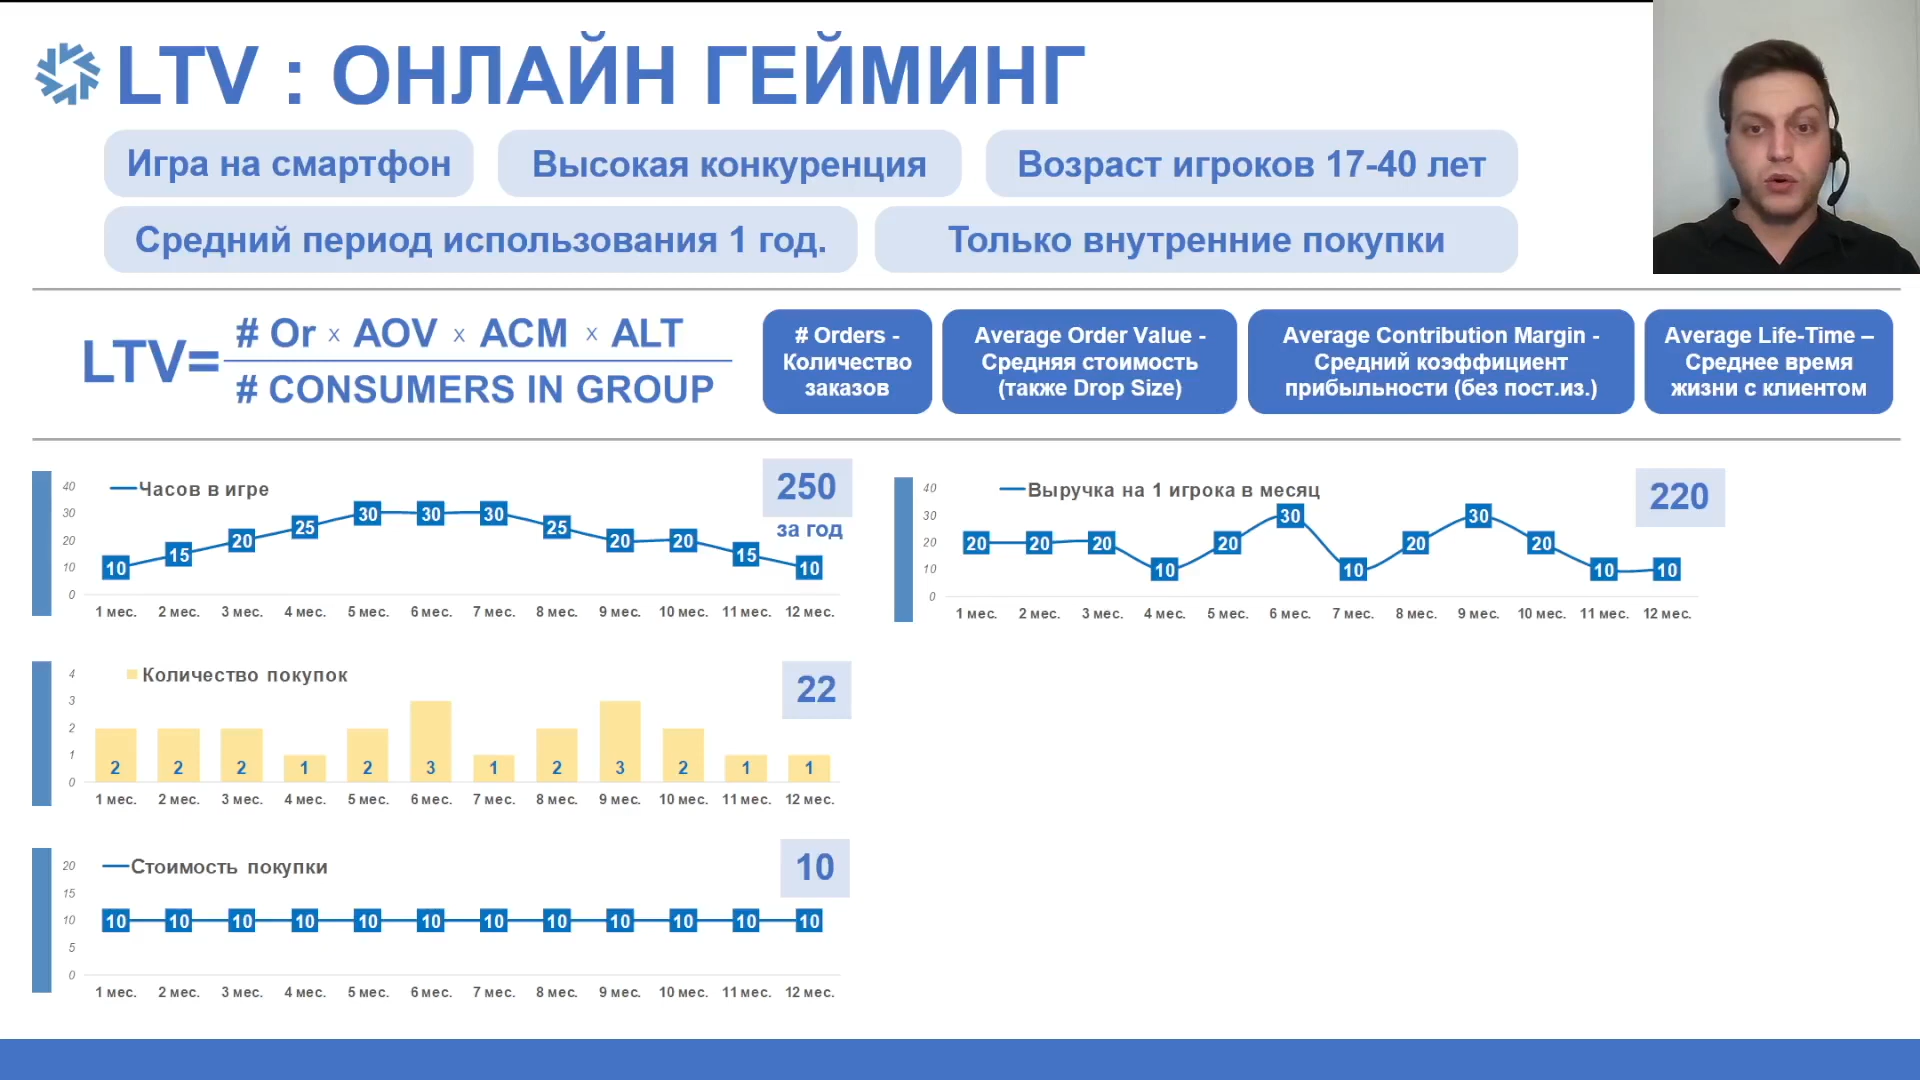 LTV : ОНЛАЙН ГЕЙМИНГ
Игра на смартфон
Высокая конкуренция
Возраст игроков 17-40 лет
Средний период использования 1 год.
Только внутренние покупки
LTV=
# Or x AOV x ACM x ALT
# CONSUMERS IN GROUP
# Orders -
Количество
заказов
Average Order Value -
Средняя стоимость
(также Drop Size)
Average Contribution Margin -
Средний коэффициент
прибыльности (без пост.из.)
Average Life-Time –
Среднее время
жизни с клиентом
Часов в игре
250
за год
40
30
20
10
0
10 15 20 25 30 30 30 25 20 20 15 10
1 мес. 2 мес. 3 мес. 4 мес. 5 мес. 6 мес. 7 мес. 8 мес. 9 мес. 10 мес. 11 мес. 12 мес.
Выручка на 1 игрока в месяц
220
40
30
20
10
0
20 20 20 10 20 30 10 20 30 20 10 10
1 мес. 2 мес. 3 мес. 4 мес. 5 мес. 6 мес. 7 мес. 8 мес. 9 мес. 10 мес. 11 мес. 12 мес.
Количество покупок
22
4
3
2
1
0
2 2 2 1 2 3 1 2 3 2 1 1
1 мес. 2 мес. 3 мес. 4 мес. 5 мес. 6 мес. 7 мес. 8 мес. 9 мес. 10 мес. 11 мес. 12 мес.
Стоимость покупки
10
20
15
10
5
0
10 10 10 10 10 10 10 10 10 10 10 10
1 мес. 2 мес. 3 мес. 4 мес. 5 мес. 6 мес. 7 мес. 8 мес. 9 мес. 10 мес. 11 мес. 12 мес.